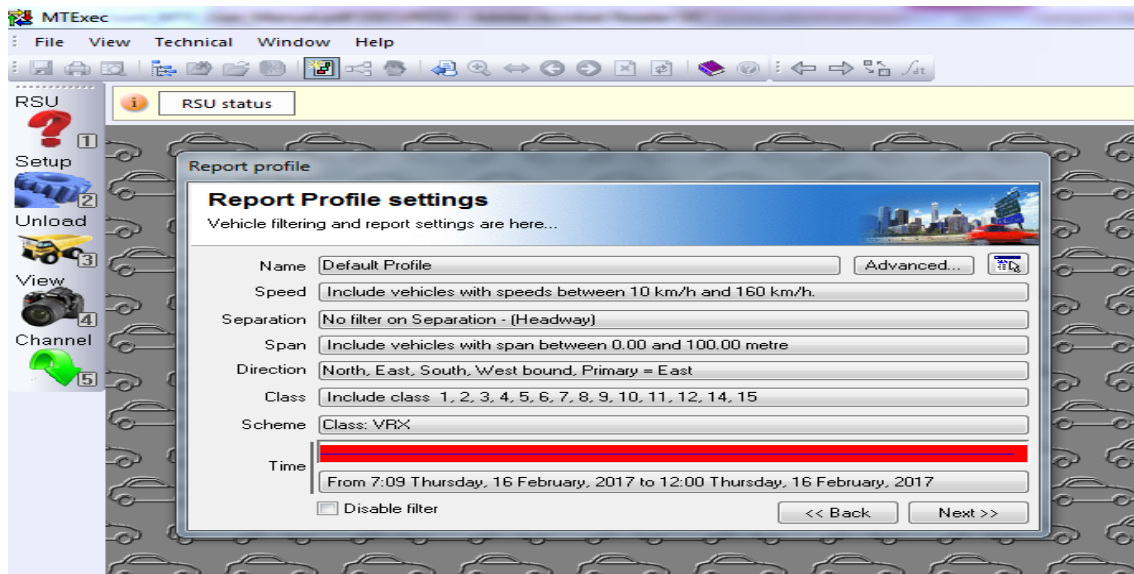 MTExec
File View Technical Window Help
RSU
RSU status
1
Setup
2
Unload
3
View
4
Channel
5
Report profile
Report Profile settings
Vehicle filtering and report settings are here...
Name Default Profile Advanced...
Speed Include vehicles with speeds between 10 km/h and 160 km/h.
Separation No filter on Separation - (Headway)
Span Include vehicles with span between 0.00 and 100.00 metre
Direction North, East, South, West bound, Primary = East
Class Include class 1, 2, 3, 4, 5, 6, 7, 8, 9, 10, 11, 12, 14, 15
Scheme Class: VRX
Time
From 7:09 Thursday, 16 February, 2017 to 12:00 Thursday, 16 February, 2017
Disable filter << Back Next >>